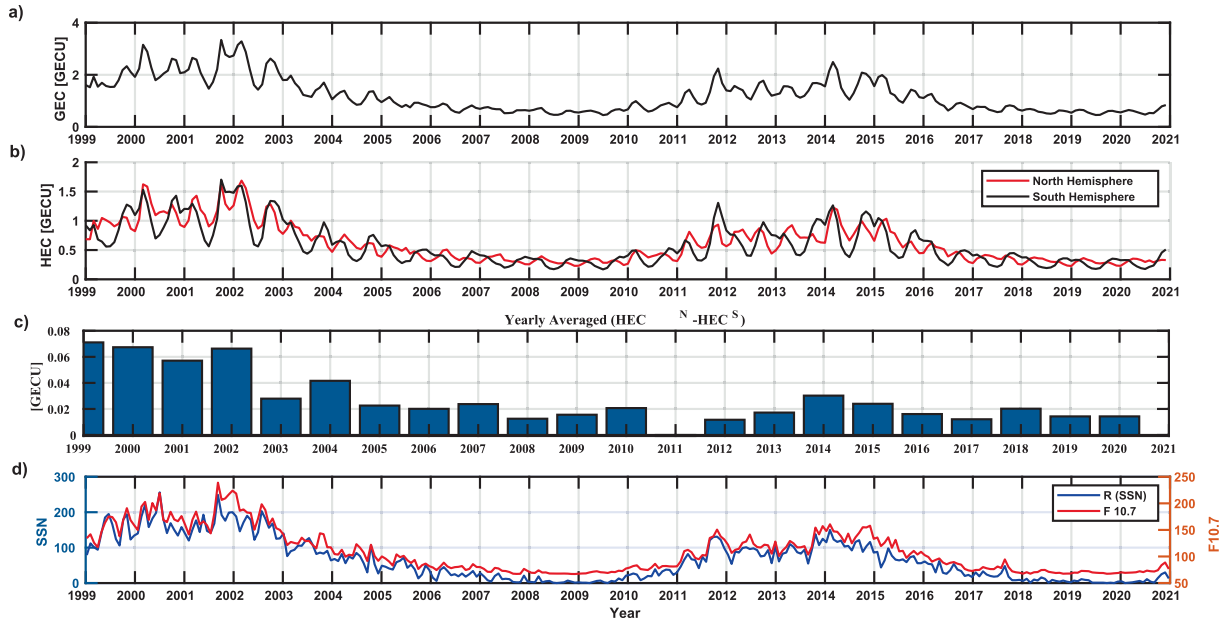 a)
4
2
0
GEC [GECU]
1999 2000 2001 2002 2003 2004 2005 2006 2007 2008 2009 2010 2011 2012 2013 2014 2015 2016 2017 2018 2019 2020 2021
b)
2
1.5
1
0.5
0
HEC [GECU]
North Hemisphere
South Hemisphere
1999 2000 2001 2002 2003 2004 2005 2006 2007 2008 2009 2010 2011 2012 2013 2014 2015 2016 2017 2018 2019 2020 2021
c)
Yearly Averaged (HEC N -HEC S)
0.08
0.06
0.04
0.02
0
[GECU]
1999 2000 2001 2002 2003 2004 2005 2006 2007 2008 2009 2010 2011 2012 2013 2014 2015 2016 2017 2018 2019 2020 2021
d)
300
200
100
0
SSN
R (SSN)
F 10.7
250
200
150
100
50
F10.7
1999 2000 2001 2002 2003 2004 2005 2006 2007 2008 2009 2010 2011 2012 2013 2014 2015 2016 2017 2018 2019 2020 2021
Year